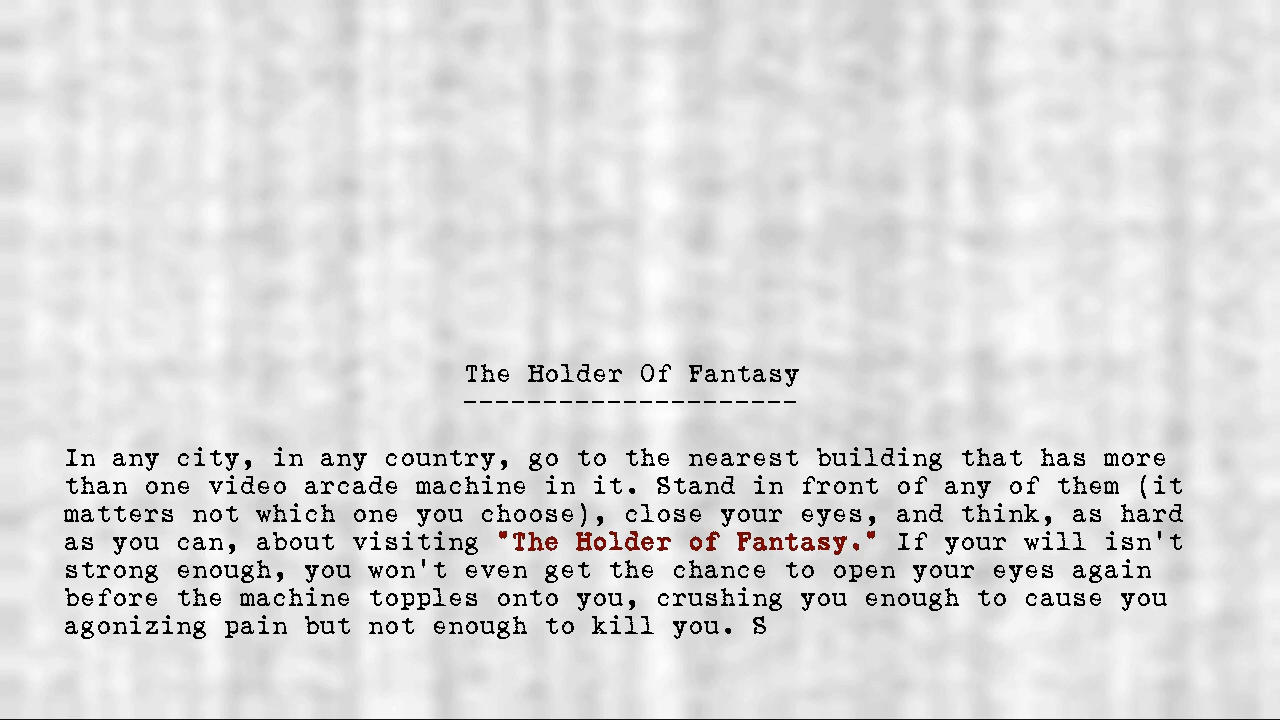 The Holder Of Fantasy
---------------------
In any city, in any country, go to the nearest building that has more
than one video arcade machine in it. Stand in front of any of them (it
matters not which one you choose), close your eyes, and think, as hard
as you can, about visiting "The Holder of Fantasy." If your will isn't
strong enough, you won't even get the chance to open your eyes again
before the machine topples onto you, crushing you enough to cause you
agonizing pain but not enough to kill you. S